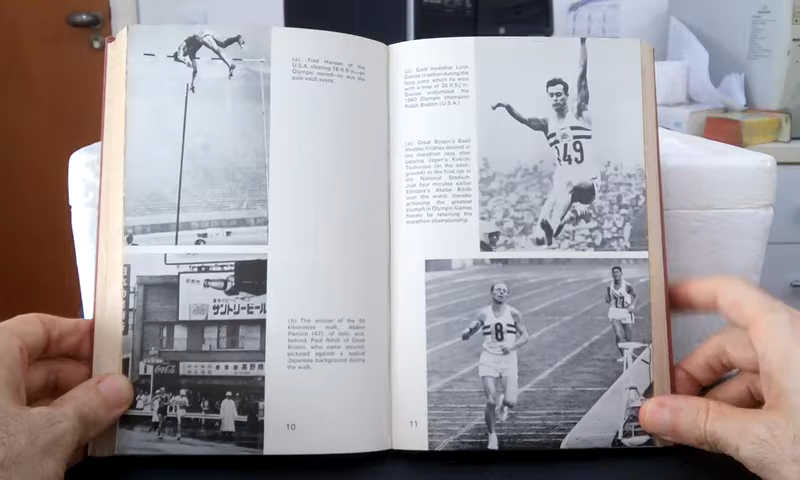 (a) Fred Hansen of the
U.S.A. clearing 16 ft 9 in—an
Olympic record—to win the
pole vault event.
サントリービール
Coca-Cola
(b) The winner of the 50
kilometres walk, Abdon
Pamich (47), of Italy, and,
behind, Paul Nihill of Great
Britain, who came second,
pictured against a typical
Japanese background during
the walk.
10
(c) Gold medallist Lynn
Davies in action during the
long jump which he won
with a leap of 26 ft 5¾ in.
Davies outjumped the
1960 Olympic champion
Ralph Boston (U.S.A.).
(d) Great Britain's Basil
Heatley finishes second in
the marathon race after
passing Japan's Kokichi
Tsuburaya (in the back-
ground) in the final lap in
the National Stadium.
Just four minutes earlier
Ethiopia's Abebe Bikila
won the event, thereby
achieving the greatest
triumph in Olympic Games
history by retaining the
marathon championship.
349
8
11